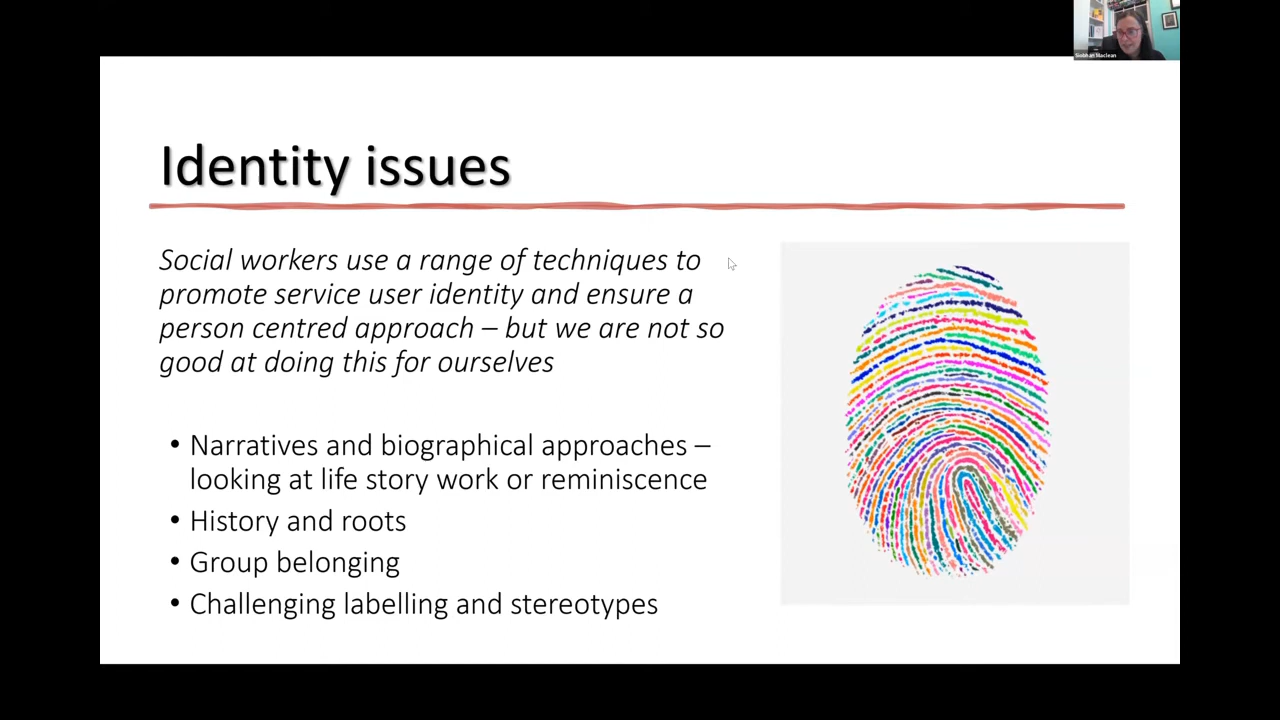 Siobhan Maclean
Identity issues
Social workers use a range of techniques to
promote service user identity and ensure a
person centred approach – but we are not so
good at doing this for ourselves
• Narratives and biographical approaches –
looking at life story work or reminiscence
• History and roots
• Group belonging
• Challenging labelling and stereotypes